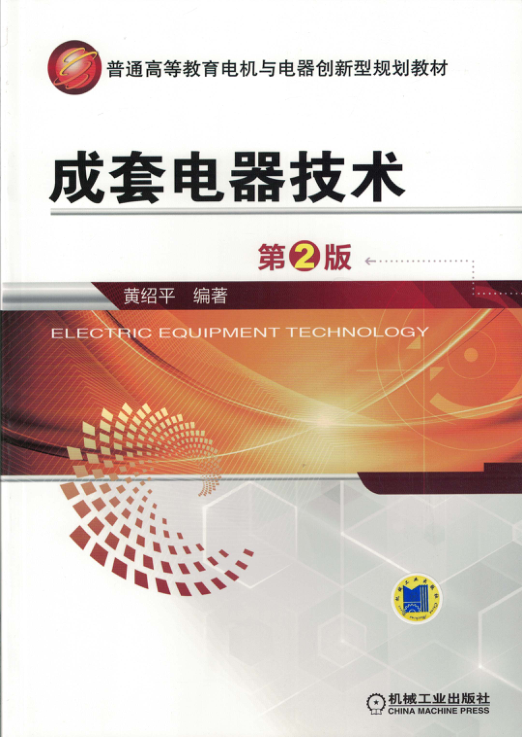 普通高等教育电机与电器创新型规划教材
成套电器技术
第2版
黄绍平 编著
ELECTRIC EQUIPMENT TECHNOLOGY
机械工业出版社
CHINA MACHINE PRESS